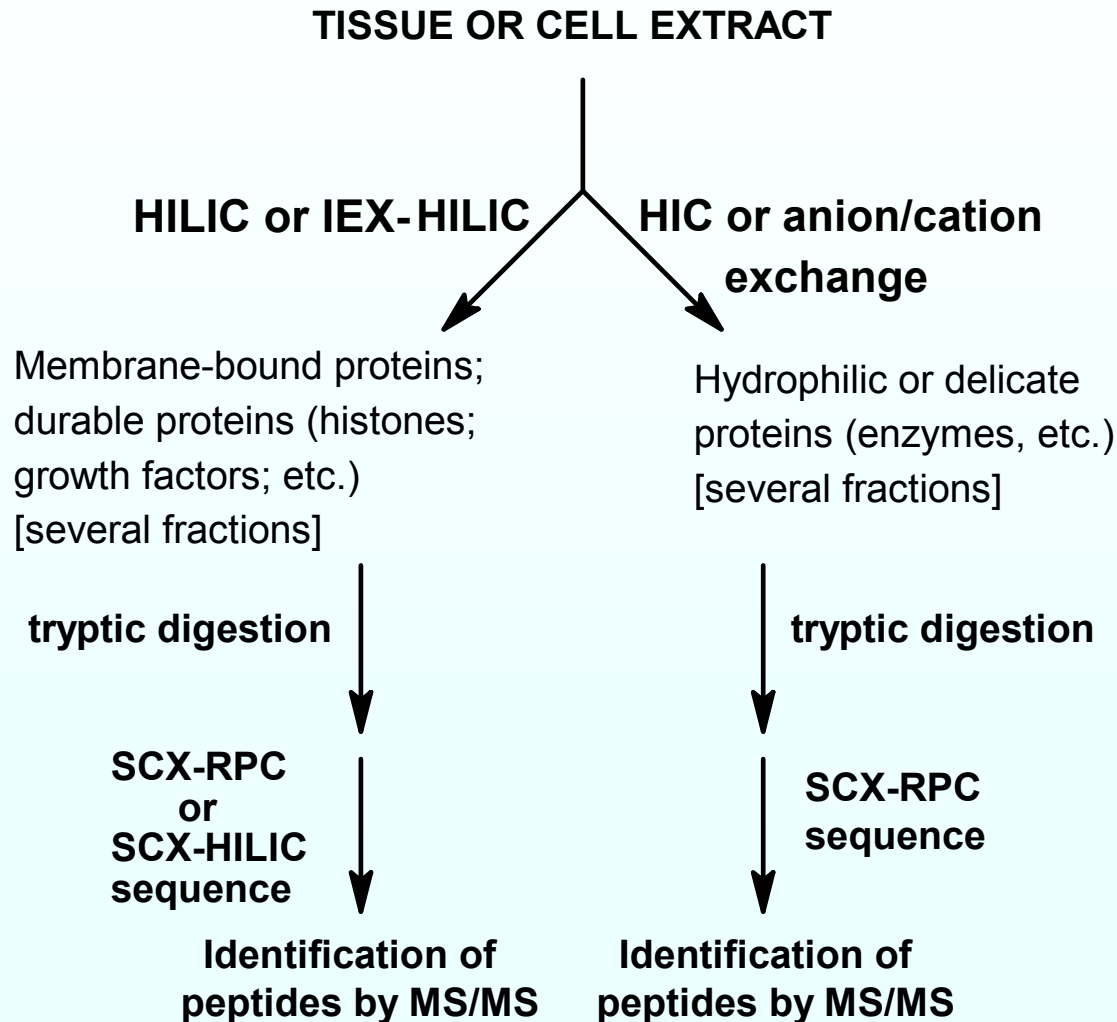 TISSUE OR CELL EXTRACT
HILIC or IEX-HILIC
HIC or anion/cation
exchange
Membrane-bound proteins;
durable proteins (histones;
growth factors; etc.)
[several fractions]
Hydrophilic or delicate
proteins (enzymes, etc.)
[several fractions]
tryptic digestion
tryptic digestion
SCX-RPC
or
SCX-HILIC
sequence
SCX-RPC
sequence
Identification of
peptides by MS/MS
Identification of
peptides by MS/MS